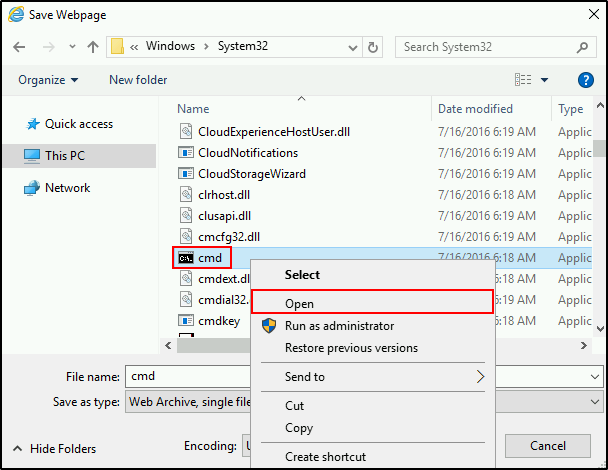 Save Webpage
« Windows > System32
Search System32
Organize
New folder
?
Name
Date modified
Type
Quick access
This PC
Network
CloudExperienceHostUser.dll 7/16/2016 6:19 AM Applic
CloudNotifications 7/16/2016 6:19 AM Applic
CloudStorageWizard 7/16/2016 6:19 AM Applic
clrhost.dll 7/16/2016 6:18 AM Applic
clusapi.dll 7/16/2016 6:19 AM Applic
cmcfg32.dll 7/16/2016 6:19 AM Applic
C:\. cmd 7/16/2016 6:18 AM Applic
cmdext.d 6:18 AM Applic
cmdial32. 6:19 AM Applic
cmdkey 6:18 AM Applic
Select
Open
Run as administrator
Restore previous versions
Send to
Cut
Copy
Create shortcut
File name: cmd
Save as type: Web Archive, single file
Hide Folders
Encoding:
Cancel